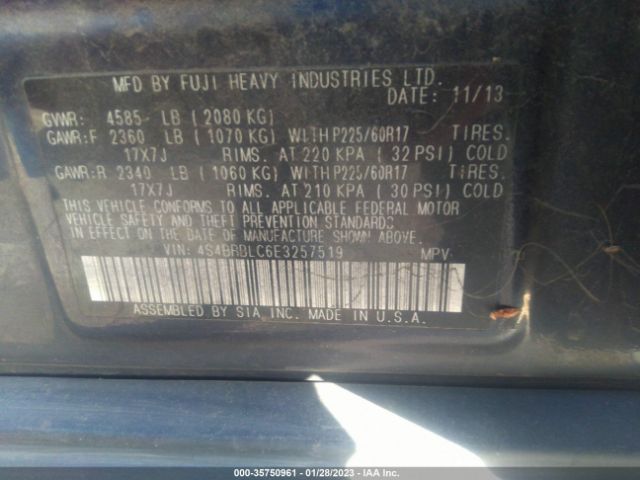 MFD BY FUJI HEAVY INDUSTRIES LTD.
DATE: 11/13
GVWR: 4585 LB (2080 KG)
GAWR:F 2360 LB (1070 KG) WITH P225/60R17 TIRES.
17X7J RIMS. AT 220 KPA (32 PSI) COLD
GAWR:R 2340 LB (1060 KG) WITH P225/60R17 TIRES.
17X7J RIMS. AT 210 KPA (30 PSI) COLD
THIS VEHICLE CONFORMS TO ALL APPLICABLE FEDERAL MOTOR
VEHICLE SAFETY AND THEFT PREVENTION STANDARDS
IN EFFECT ON THE DATE OF MANUFACTURE SHOWN ABOVE.
VIN: 4S4BRDLC6E3257519 MPV.
ASSEMBLED BY SIA INC. MADE IN U.S.A.
000-35750961 - 01/28/2023 - IAA Inc.